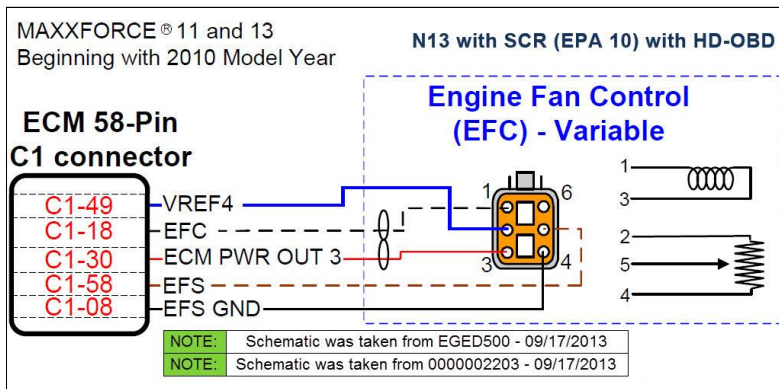 MAXXFORCE ® 11 and 13
Beginning with 2010 Model Year
N13 with SCR (EPA 10) with HD-OBD
Engine Fan Control
(EFC) - Variable
ECM 58-Pin
C1 connector
C1-49 VREF4
C1-18 EFC
C1-30 ECM PWR OUT 3
C1-58 EFS
C1-08 EFS GND
1 6
3 4
1
3
2
5
4
NOTE: Schematic was taken from EGED500 - 09/17/2013
NOTE: Schematic was taken from 0000002203 - 09/17/2013